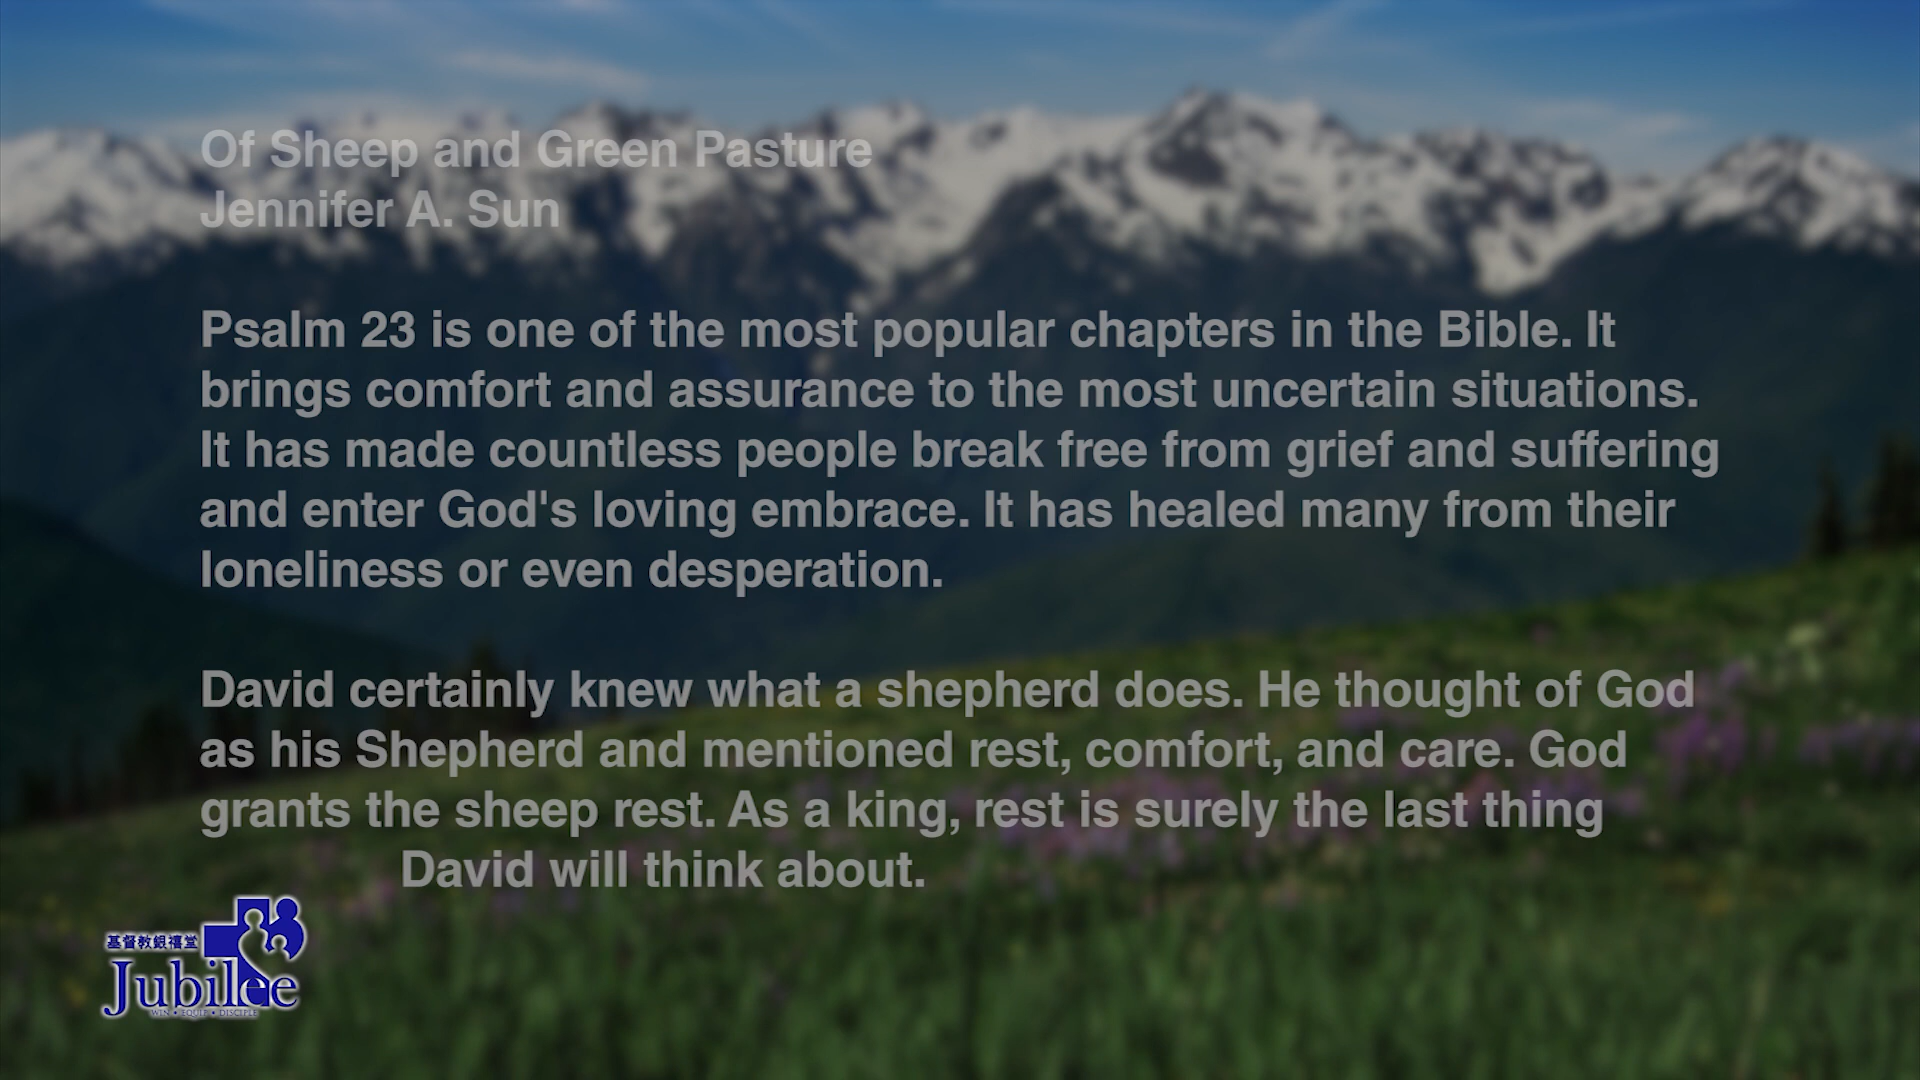 Of Sheep and Green Pasture
Jennifer A. Sun
Psalm 23 is one of the most popular chapters in the Bible. It
brings comfort and assurance to the most uncertain situations.
It has made countless people break free from grief and suffering
and enter God's loving embrace. It has healed many from their
loneliness or even desperation.
David certainly knew what a shepherd does. He thought of God
as his Shepherd and mentioned rest, comfort, and care. God
grants the sheep rest. As a king, rest is surely the last thing
David will think about.
基督教銀禧堂
Jubilee
WIN • EQUIP • DISCIPLE